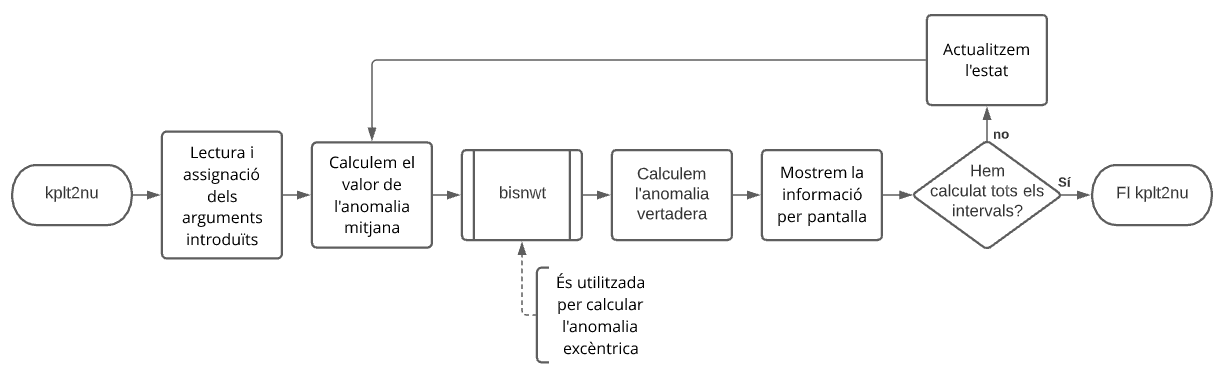 kplt2nu
Lectura i
assignació
dels
arguments
introduïts
Calculem el
valor de
l'anomalia
mitjana
bisnwt
És utilitzada
per calcular
l'anomalia
excèntrica
Calculem
l'anomalia
vertadera
Mostrem la
informació
per pantalla
Hem
calculat tots els
intervals?
no
Actualitzem
l'estat
Sí
FI kplt2nu